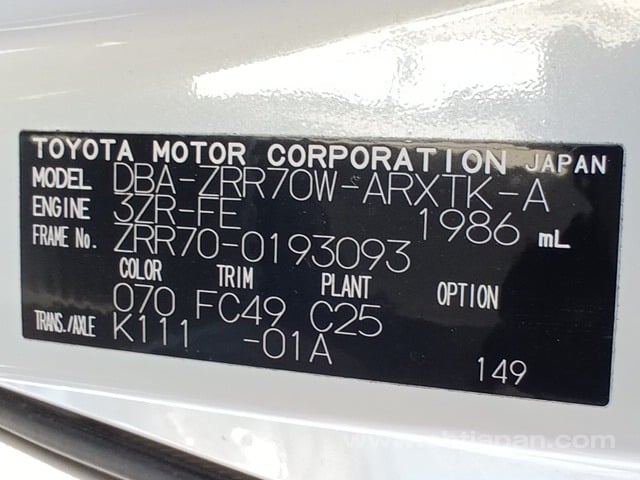 TOYOTA MOTOR CORPORATION JAPAN
MODEL DBA-ZRR70W-ARXTK-A
ENGINE 3ZR-FE 1986 mL
FRAME No. ZRR70-0193093
COLOR TRIM PLANT OPTION
070 FC49 C25
TRANS./AXLE K111 -01A
149